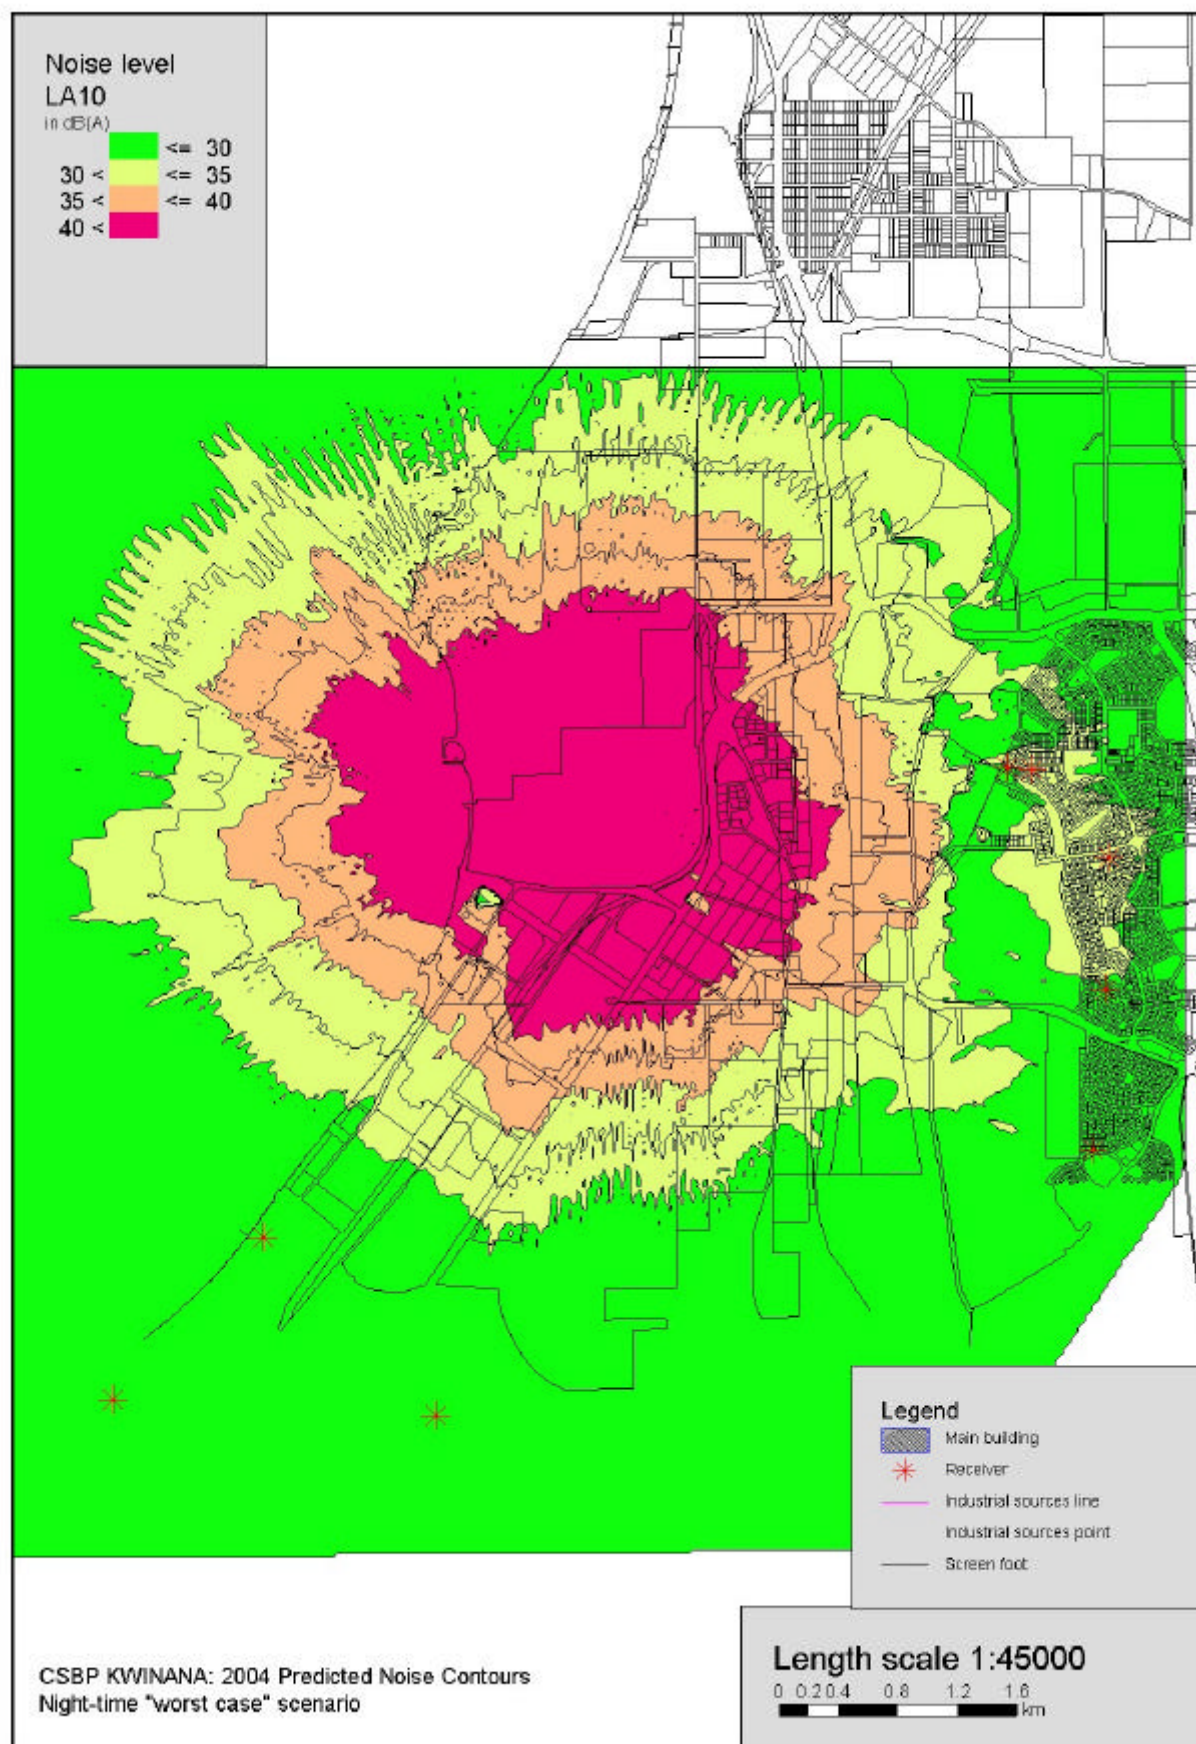 Noise level
LA10
in dB(A)
<= 30
30 < <= 35
35 < <= 40
40 <
Legend
Main building
Receiver
Industrial sources line
Industrial sources point
Screen foot
CSBP KWINANA: 2004 Predicted Noise Contours
Night-time "worst case" scenario
Length scale 1:45000
0 0.2 0.4 0.8 1.2 1.6
km